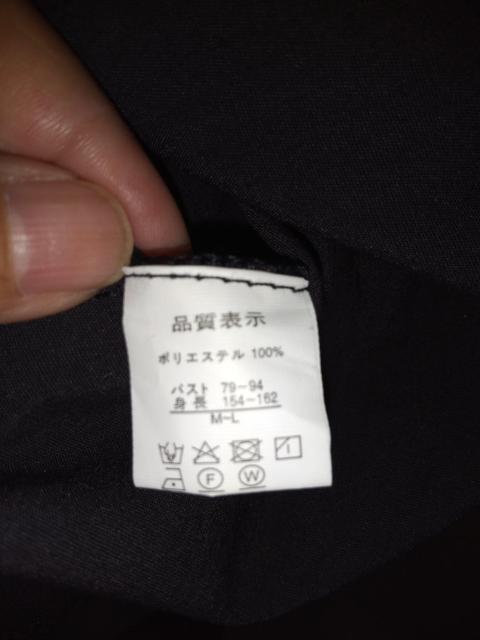 品質表示
ポリエステル 100%
バスト 79~94
身長 154~162
M~L
F W